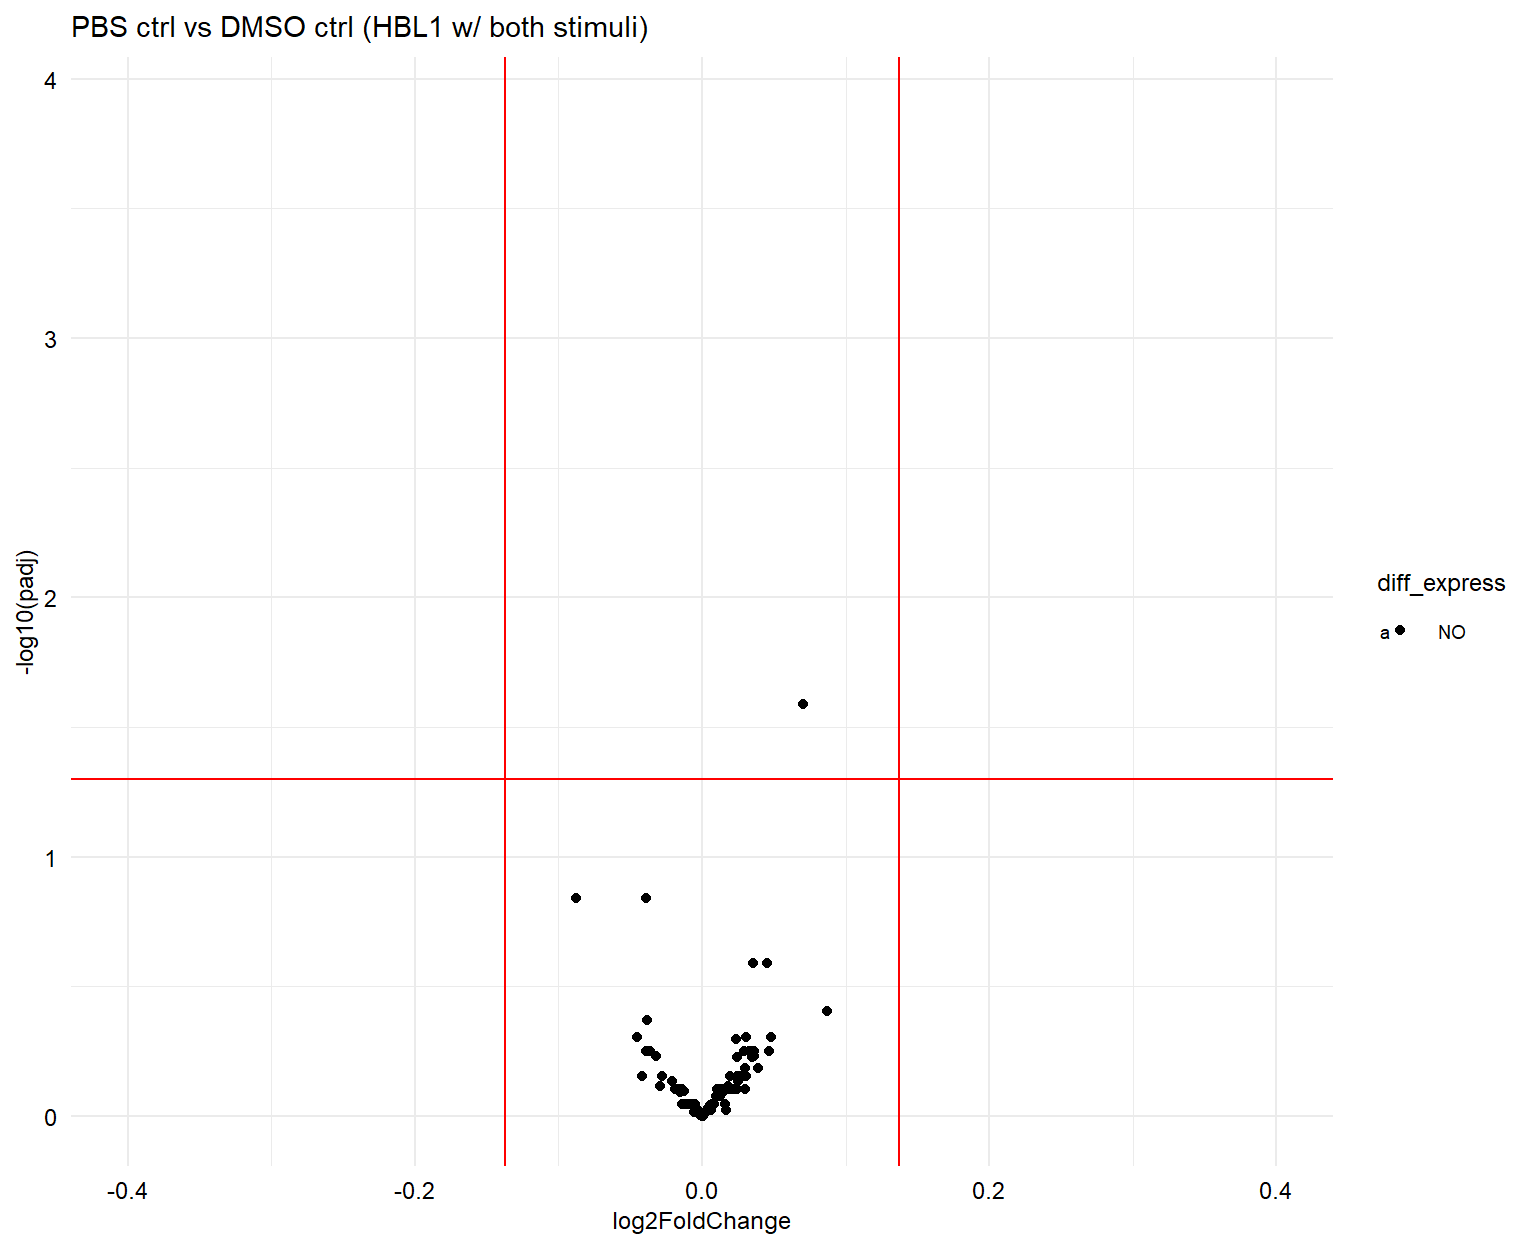 PBS ctrl vs DMSO ctrl (HBL1 w/ both stimuli)
4
3
2
1
0
-log10(padj)
-0.4
-0.2
0.0
0.2
0.4
log2FoldChange
diff_express
a NO